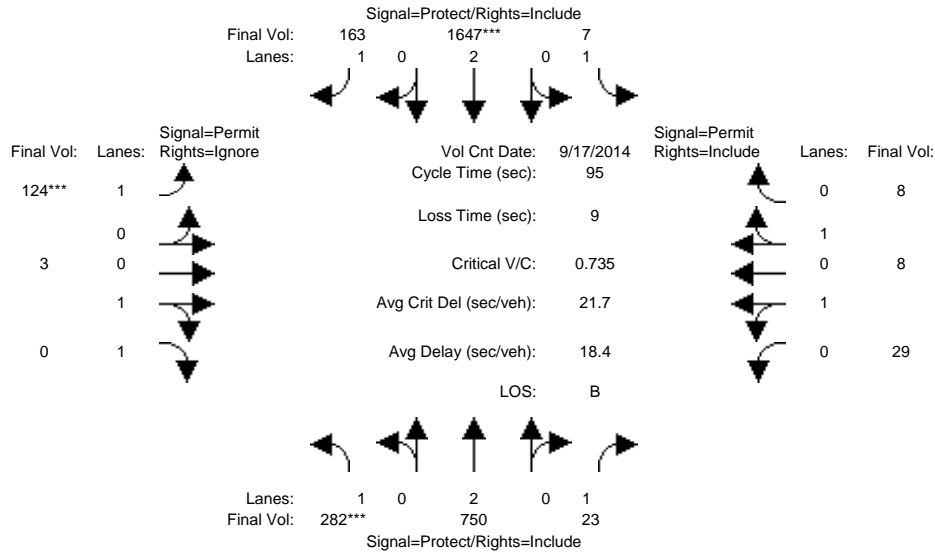 Signal=Protect/Rights=Include
Final Vol: 163 1647*** 7
Lanes: 1 0 2 0 1
Signal=Permit Signal=Permit
Final Vol: Lanes: Rights=Ignore Vol Cnt Date: 9/17/2014 Rights=Include Lanes: Final Vol:
Cycle Time (sec): 95
124*** 1 0 8
Loss Time (sec): 9
0 1
3 0 Critical V/C: 0.735 0 8
1 Avg Crit Del (sec/veh): 21.7 1
0 1 Avg Delay (sec/veh): 18.4 0 29
LOS: B
Lanes: 1 0 2 0 1
Final Vol: 282*** 750 23
Signal=Protect/Rights=Include